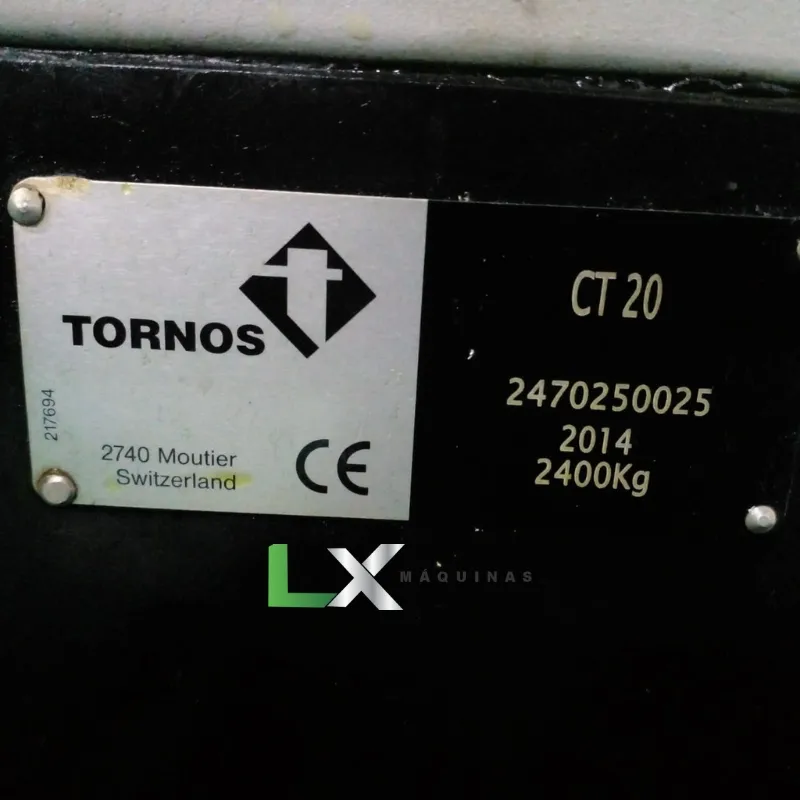 TORNOS
217694
2740 Moutier
Switzerland
CE
CT 20
2470250025
2014
2400Kg
LX MÁQUINAS